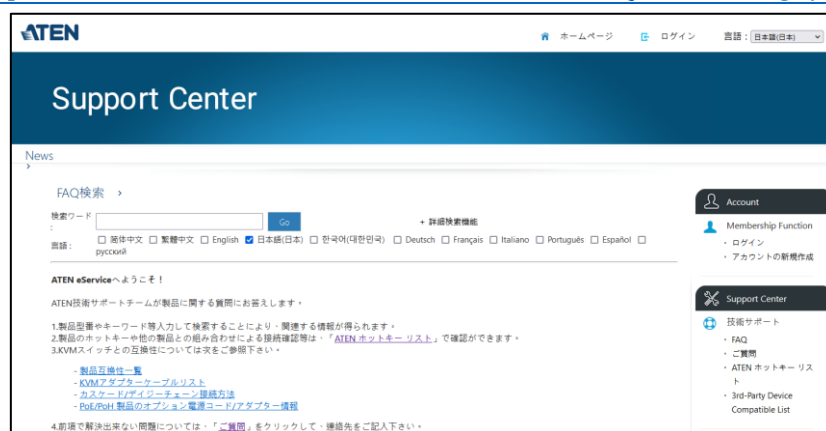 ATEN
ホームページ ログイン 言語 : 日本語(日本)
Support Center
News
›
FAQ検索 ›
検索ワード
:
Go
+ 詳細検索機能
言語 : 简体中文 繁體中文 English 日本語(日本) 한국어(대한민국) Deutsch Français Italiano Português Español
русский
ATEN eServiceへようこそ！
ATEN技術サポートチームが製品に関する質問にお答えします。
1.製品型番やキーワード等入力して検索することにより、関連する情報が得られます。
2.製品のホットキーや他の製品との組み合わせによる接続確認等は、「ATEN ホットキー リスト」で確認ができます。
3.KVMスイッチとの互換性については次をご参照下さい。
- 製品互換性一覧
- KVMアダプターケーブルリスト
- カスケード/デイジーチェーン接続方法
- PoE/PoH 製品のオプション電源コード/アダプター情報
4.前項で解決出来ない問題については、「ご質問」をクリックして、連絡先をご記入下さい。
Account
Membership Function
・ ログイン
・ アカウントの新規作成
Support Center
技術サポート
・ FAQ
・ ご質問
・ ATEN ホットキー リス
ト
・ 3rd-Party Device
Compatible List